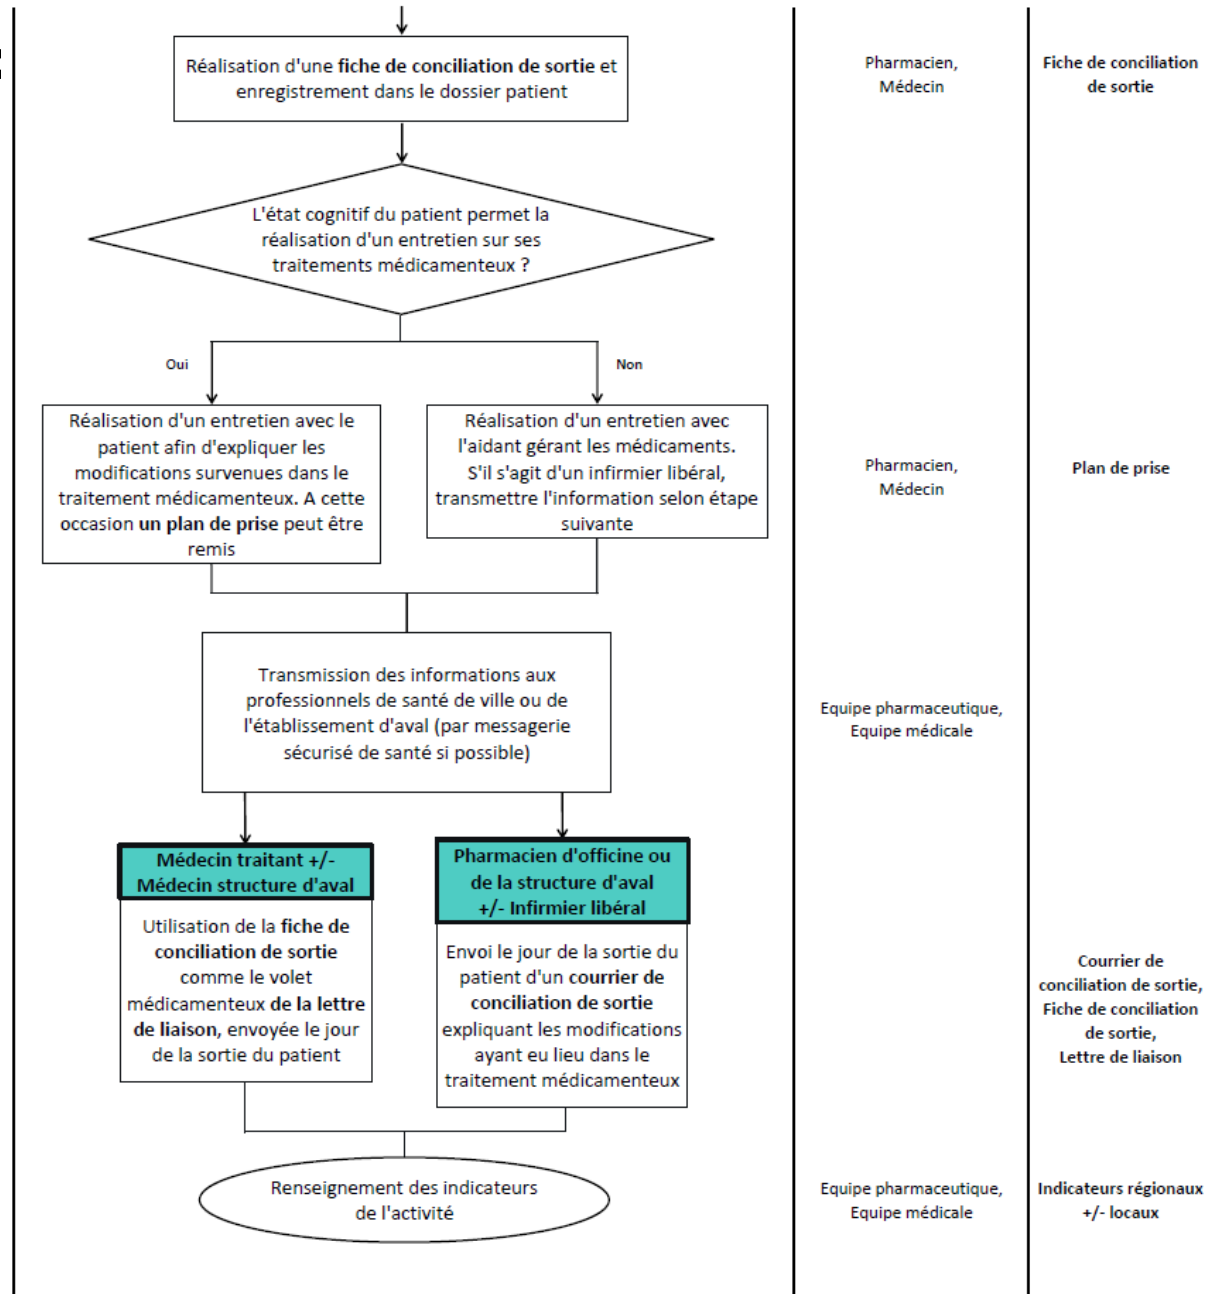 Réalisation d'une fiche de conciliation de sortie et
enregistrement dans le dossier patient
Pharmacien,
Médecin
Fiche de conciliation
de sortie
L'état cognitif du patient permet la
réalisation d'un entretien sur ses
traitements médicamenteux ?
Oui
Non
Réalisation d'un entretien avec le
patient afin d'expliquer les
modifications survenues dans le
traitement médicamenteux. A cette
occasion un plan de prise peut être
remis
Réalisation d'un entretien avec
l'aidant gérant les médicaments.
S'il s'agit d'un infirmier libéral,
transmettre l'information selon étape
suivante
Pharmacien,
Médecin
Plan de prise
Transmission des informations aux
professionnels de santé de ville ou de
l'établissement d'aval (par messagerie
sécurisé de santé si possible)
Equipe pharmaceutique,
Equipe médicale
Médecin traitant +/-
Médecin structure d'aval
Utilisation de la fiche de
conciliation de sortie
comme le volet
médicamenteux de la lettre
de liaison, envoyée le jour
de la sortie du patient
Pharmacien d'officine ou
de la structure d'aval
+/- Infirmier libéral
Envoi le jour de la sortie du
patient d'un courrier de
conciliation de sortie
expliquant les modifications
ayant eu lieu dans le
traitement médicamenteux
Courrier de
conciliation de sortie,
Fiche de conciliation
de sortie,
Lettre de liaison
Renseignement des indicateurs
de l'activité
Equipe pharmaceutique,
Equipe médicale
Indicateurs régionaux
+/- locaux